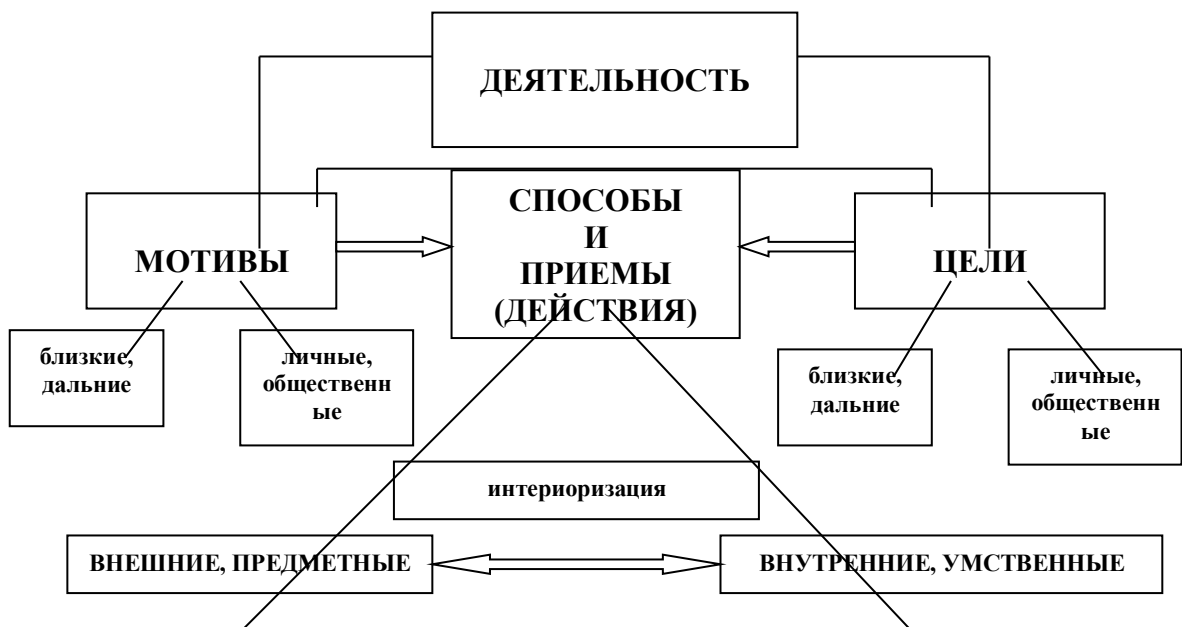 ДЕЯТЕЛЬНОСТЬ
СПОСОБЫ
И
ПРИЕМЫ
(ДЕЙСТВИЯ)
МОТИВЫ
ЦЕЛИ
близкие,
дальние
личные,
общественн
ые
близкие,
дальние
личные,
общественн
ые
интериоризация
ВНЕШНИЕ, ПРЕДМЕТНЫЕ
ВНУТРЕННИЕ, УМСТВЕННЫЕ